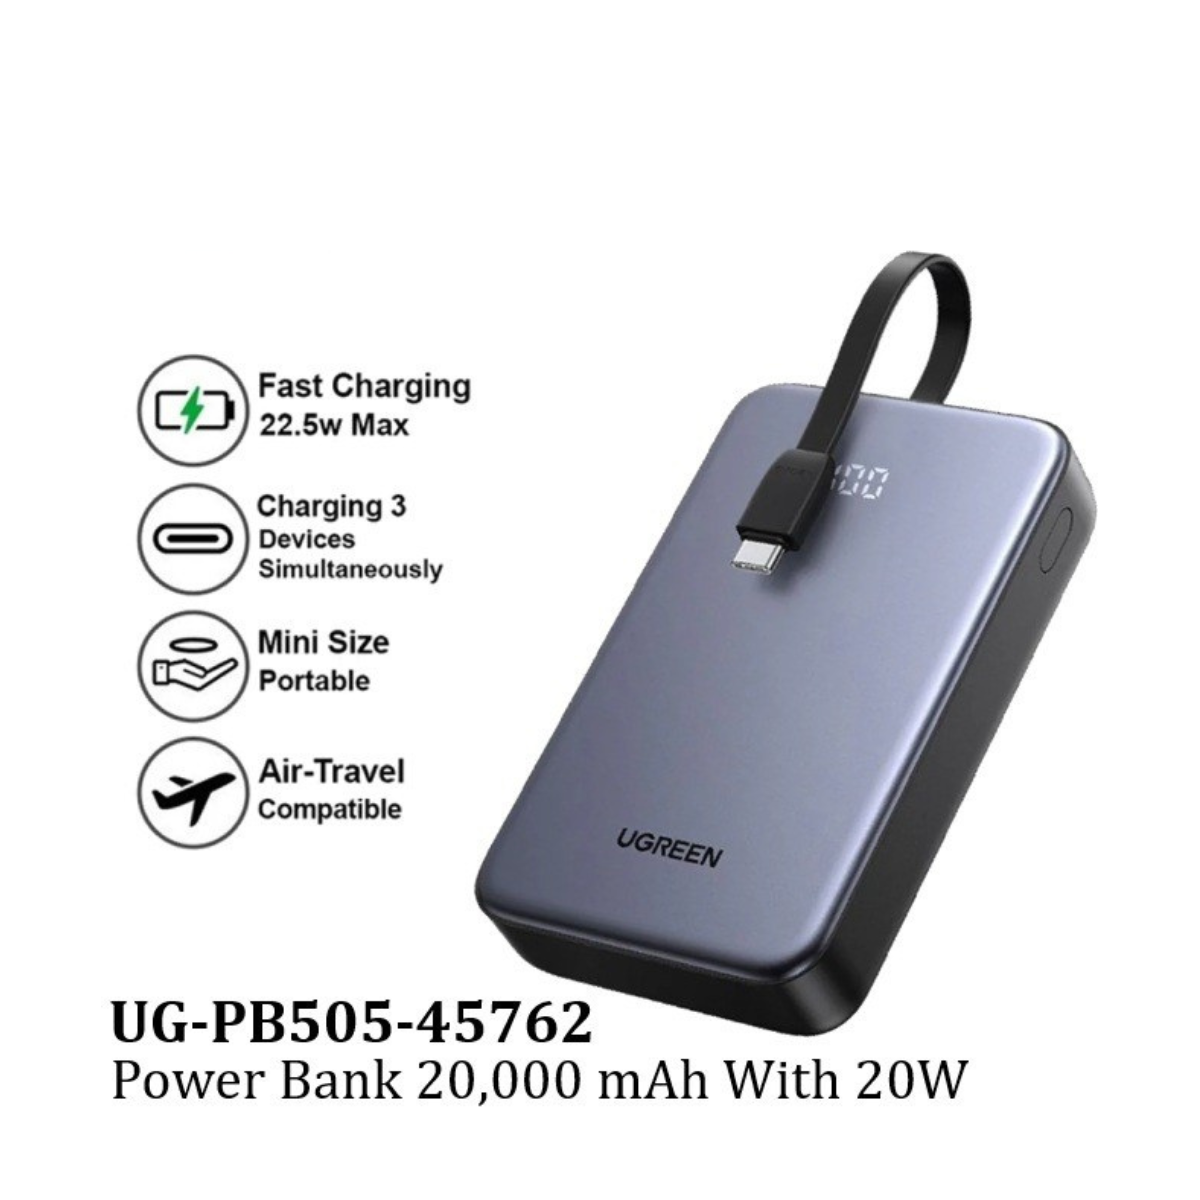 Fast Charging
22.5w Max
Charging 3
Devices
Simultaneously
Mini Size
Portable
Air-Travel
Compatible
UGREEN
UG-PB505-45762
Power Bank 20,000 mAh With 20W